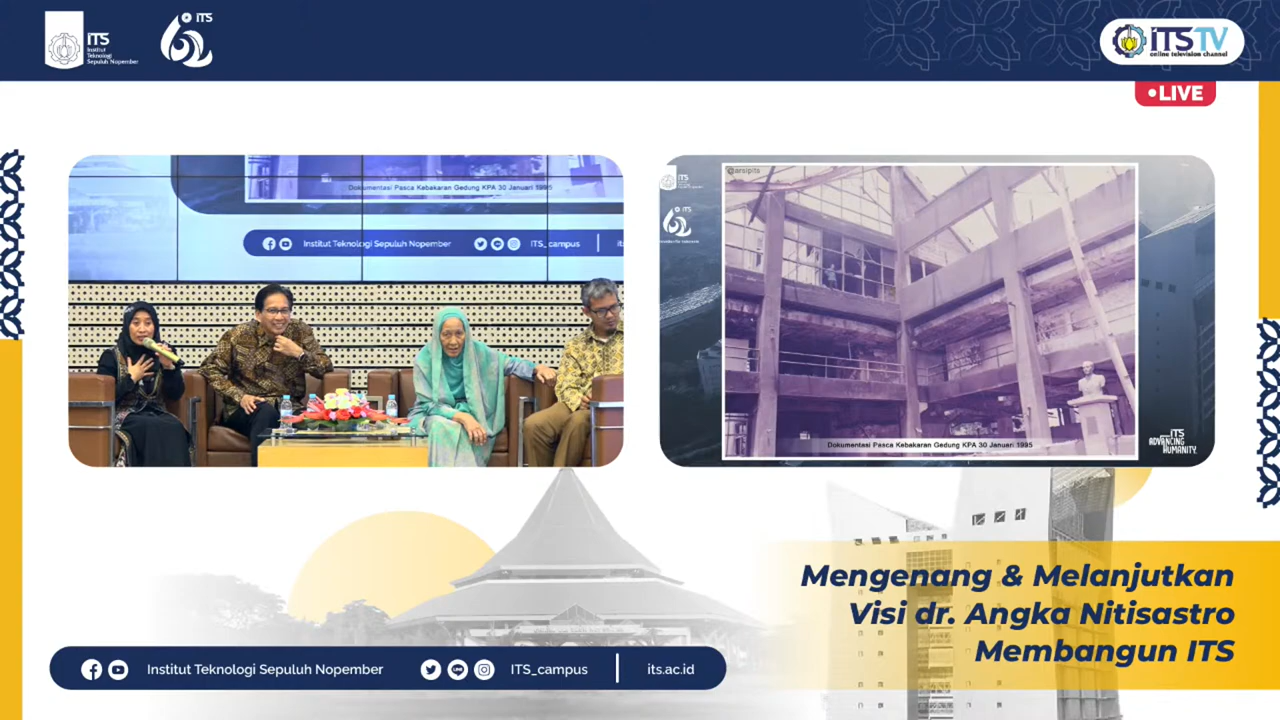 ITS
Institut
Teknologi
Sepuluh Nopember
ITS
ITS TV
online television channel
LIVE
Dokumentasi Pasca Kebakaran Gedung KPA 30 Januari 1995
Institut Teknologi Sepuluh Nopember
ITS_campus
@arsipits
ITS
ITS
Dokumentasi Pasca Kebakaran Gedung KPA 30 Januari 1995
ITS
ADVANCING
HUMANITY.
Mengenang & Melanjutkan
Visi dr. Angka Nitisastro
Membangun ITS
Institut Teknologi Sepuluh Nopember
ITS_campus
its.ac.id